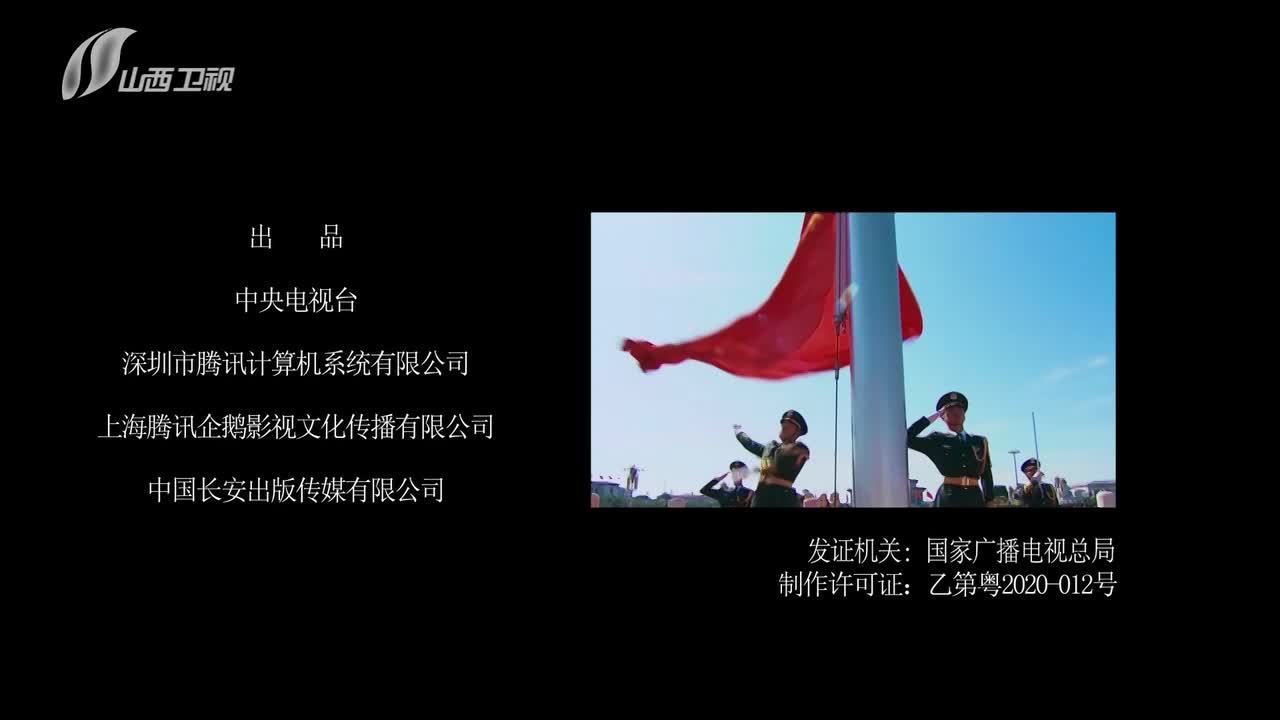 山西卫视
出 品
中央电视台
深圳市腾讯计算机系统有限公司
上海腾讯企鹅影视文化传播有限公司
中国长安出版传媒有限公司
发证机关：国家广播电视总局
制作许可证：乙第粤2020-012号